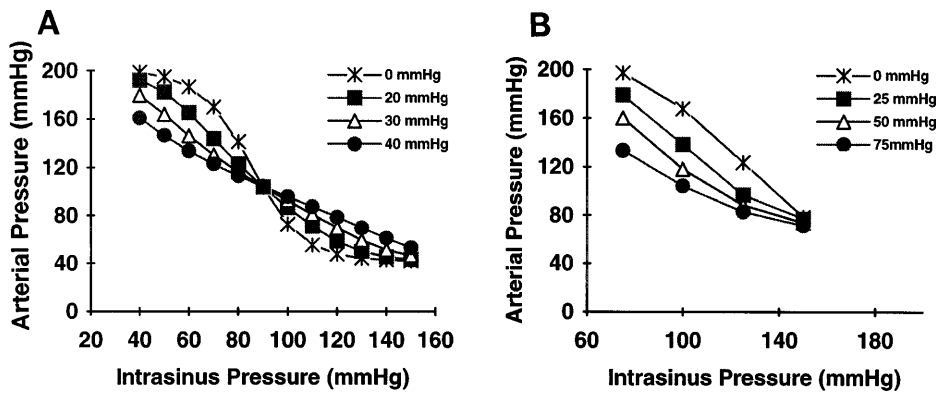 A
Arterial Pressure (mmHg)
200
160
120
80
40
0
20 40 60 80 100 120 140 160
Intrasinus Pressure (mmHg)
0 mmHg
20 mmHg
30 mmHg
40 mmHg
B
Arterial Pressure (mmHg)
200
160
120
80
40
0
60 100 140 180
Intrasinus Pressure (mmHg)
0 mmHg
25 mmHg
50 mmHg
75mmHg